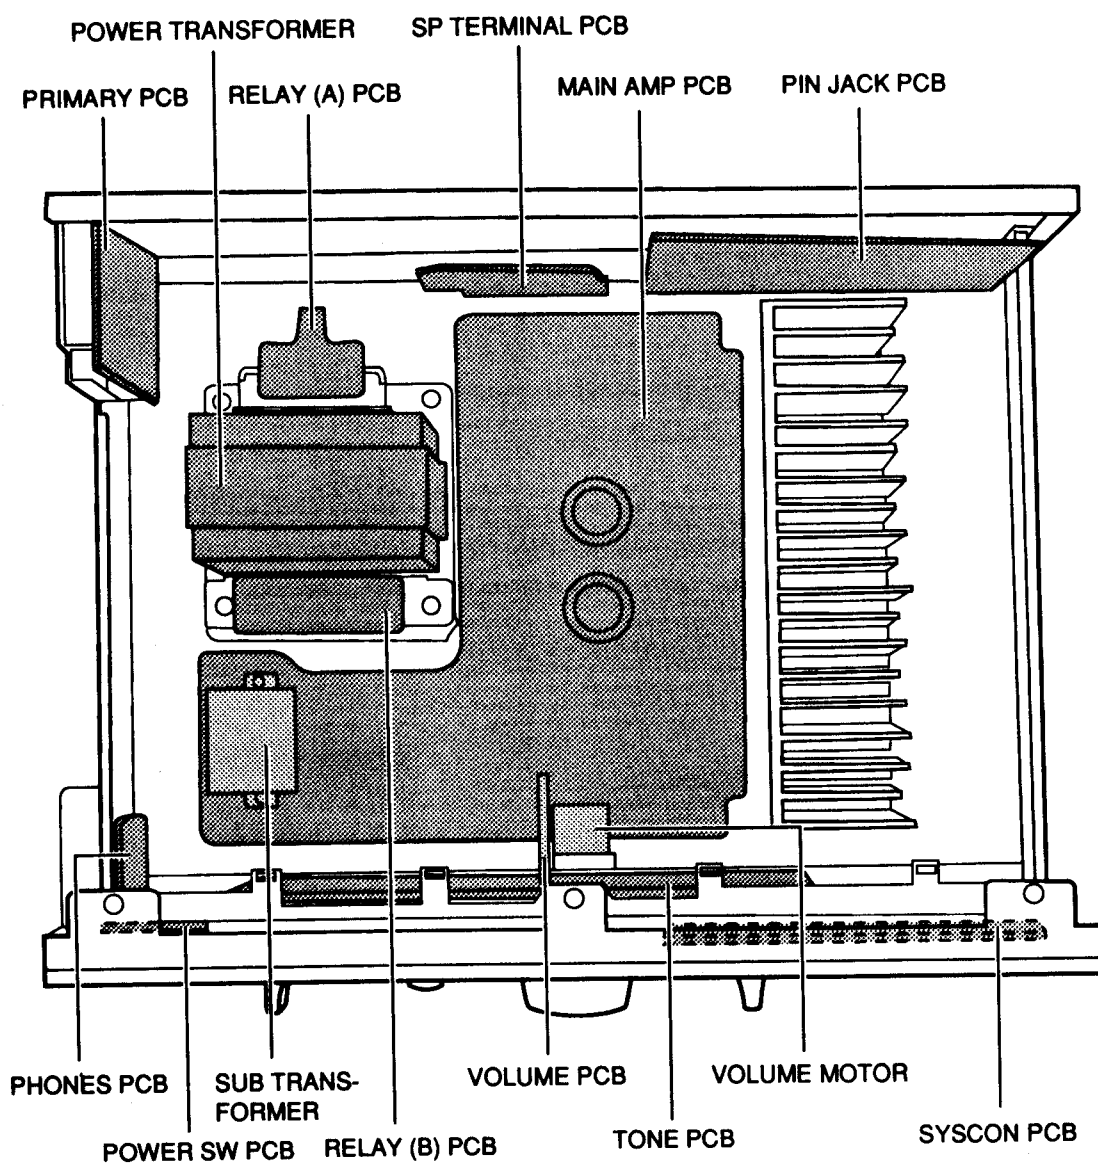 POWER TRANSFORMER
SP TERMINAL PCB
PRIMARY PCB
RELAY (A) PCB
MAIN AMP PCB
PIN JACK PCB
PHONES PCB
SUB TRANS-
FORMER
VOLUME PCB
VOLUME MOTOR
POWER SW PCB
RELAY (B) PCB
TONE PCB
SYSCON PCB